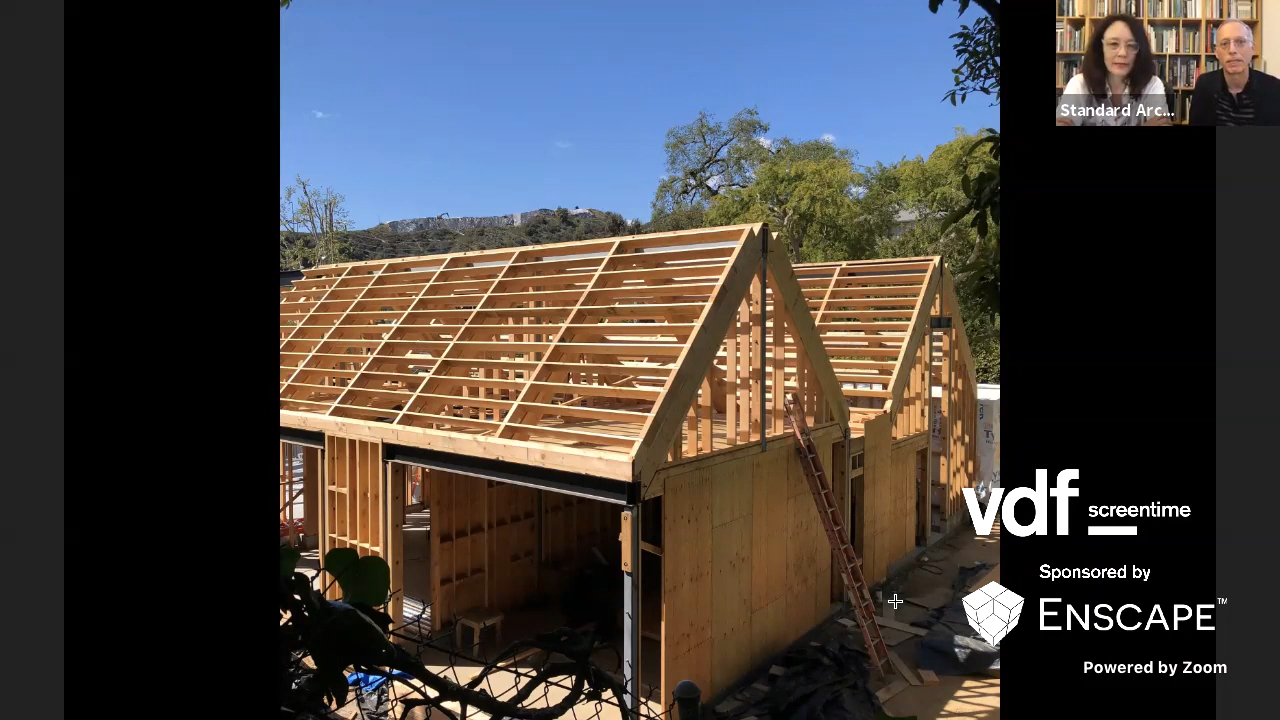 Standard Arc...
vdf screentime
Sponsored by
ENSCAPE™
Powered by Zoom